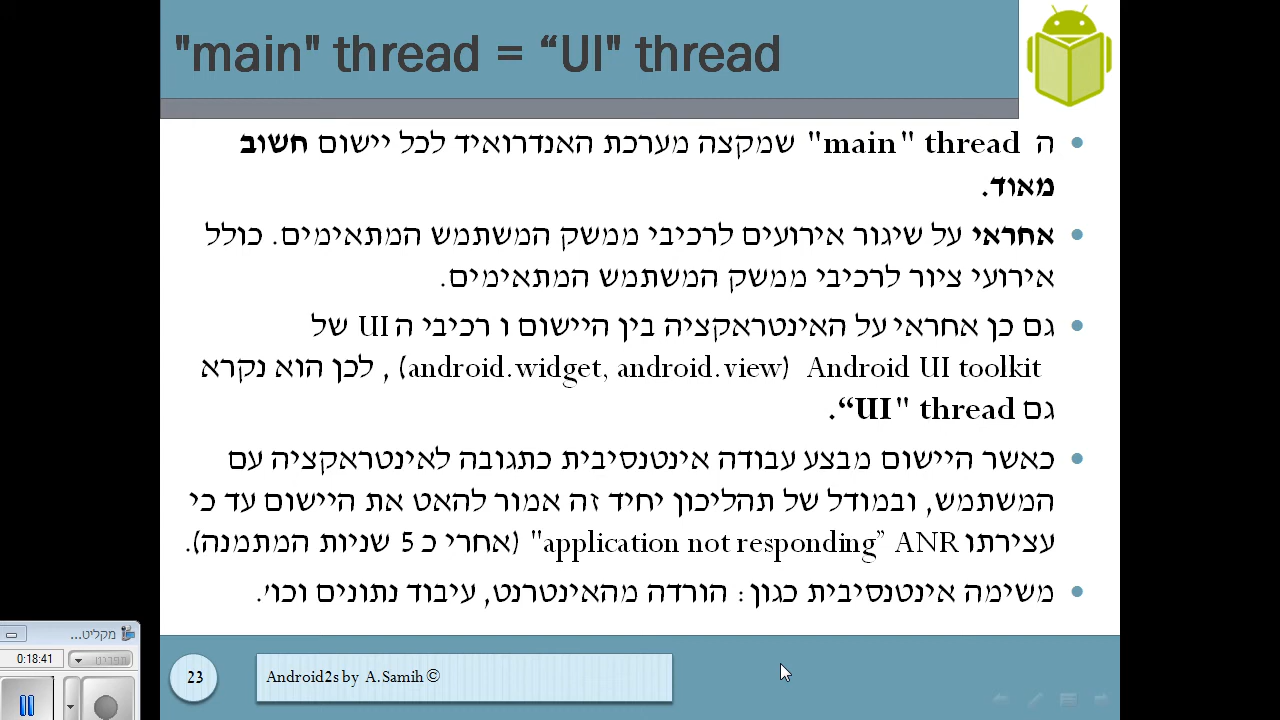 "main" thread = “UI" thread
ה "main" thread שמקצה מערכת האנדרואיד לכל יישום חשוב
מאוד.
אחראי על שיגור אירועים לרכיבי ממשק המשתמש המתאימים. כולל
אירועי ציור לרכיבי ממשק המשתמש המתאימים.
גם כן אחראי על האינטראקציה בין היישום ו רכיבי ה UI של
Android UI toolkit (android.widget, android.view) , לכן הוא נקרא
גם “UI" thread.
כאשר היישום מבצע עבודה אינטנסיבית כתגובה לאינטראקציה עם
המשתמש, ובמודל של תהליכון יחיד זה אמור להאט את היישום עד כי
עצירתו ANR "application not responding” (אחרי כ 5 שניות המתמנה).
משימה אינטנסיבית כגון : הורדה מהאינטרנט, עיבוד נתונים וכו'.
מקליט...
0:18:41
תפריט
23
Android2s by A.Samih ©